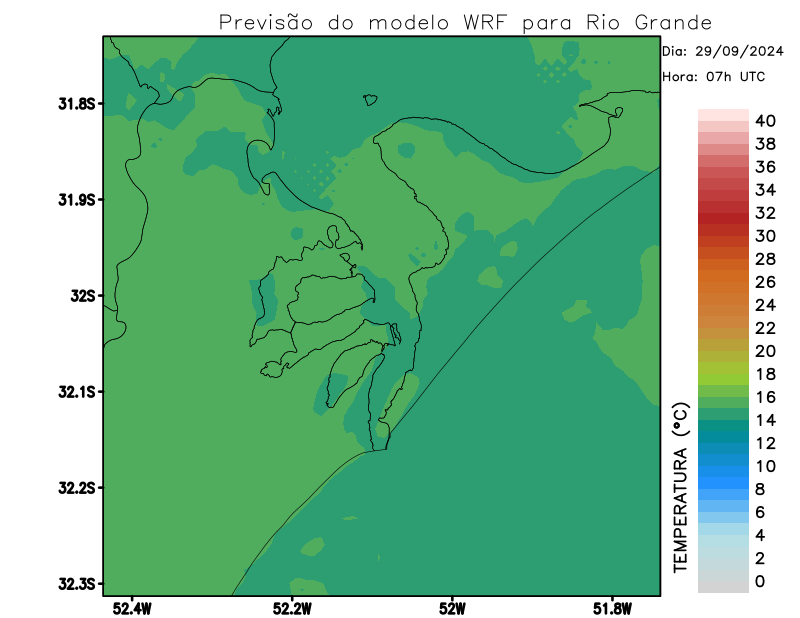 Previsão do modelo WRF para Rio Grande
Dia: 29/09/2024
Hora: 07h UTC
31.8S
31.9S
32S
32.1S
32.2S
32.3S
52.4W
52.2W
52W
51.8W
TEMPERATURA (°C)
40
38
36
34
32
30
28
26
24
22
20
18
16
14
12
10
8
6
4
2
0